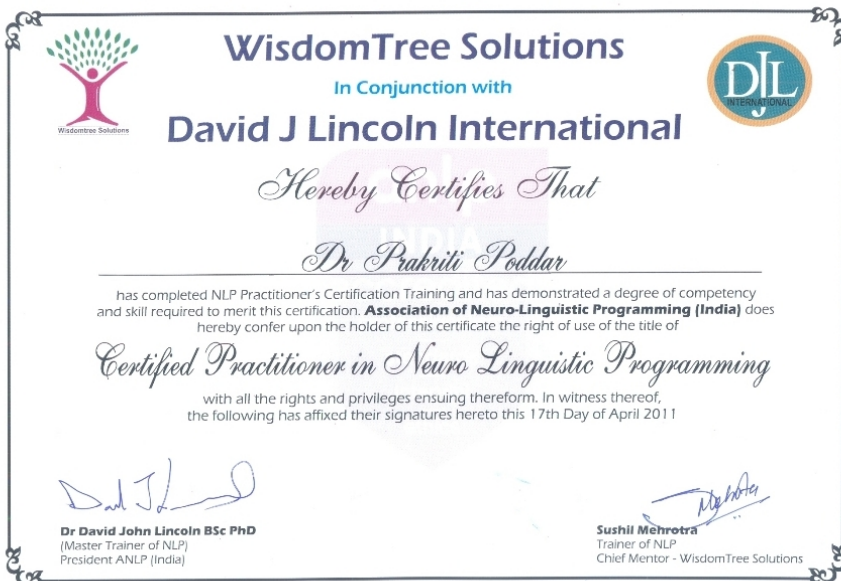 WisdomTree Solutions
In Conjunction with
David J Lincoln International
Wisdomtree Solutions
DJL
INTERNATIONAL
Hereby Certifies That
Dr Prakriti Poddar
has completed NLP Practitioner's Certification Training and has demonstrated a degree of competency
and skill required to merit this certification. Association of Neuro-Linguistic Programming (India) does
hereby confer upon the holder of this certificate the right of use of the title of
Certified Practitioner in Neuro Linguistic Programming
with all the rights and privileges ensuing thereform. In witness thereof,
the following has affixed their signatures hereto this 17th Day of April 2011
Dr David John Lincoln BSc PhD
(Master Trainer of NLP)
President ANLP (India)
Sushil Mehrotra
Trainer of NLP
Chief Mentor - WisdomTree Solutions